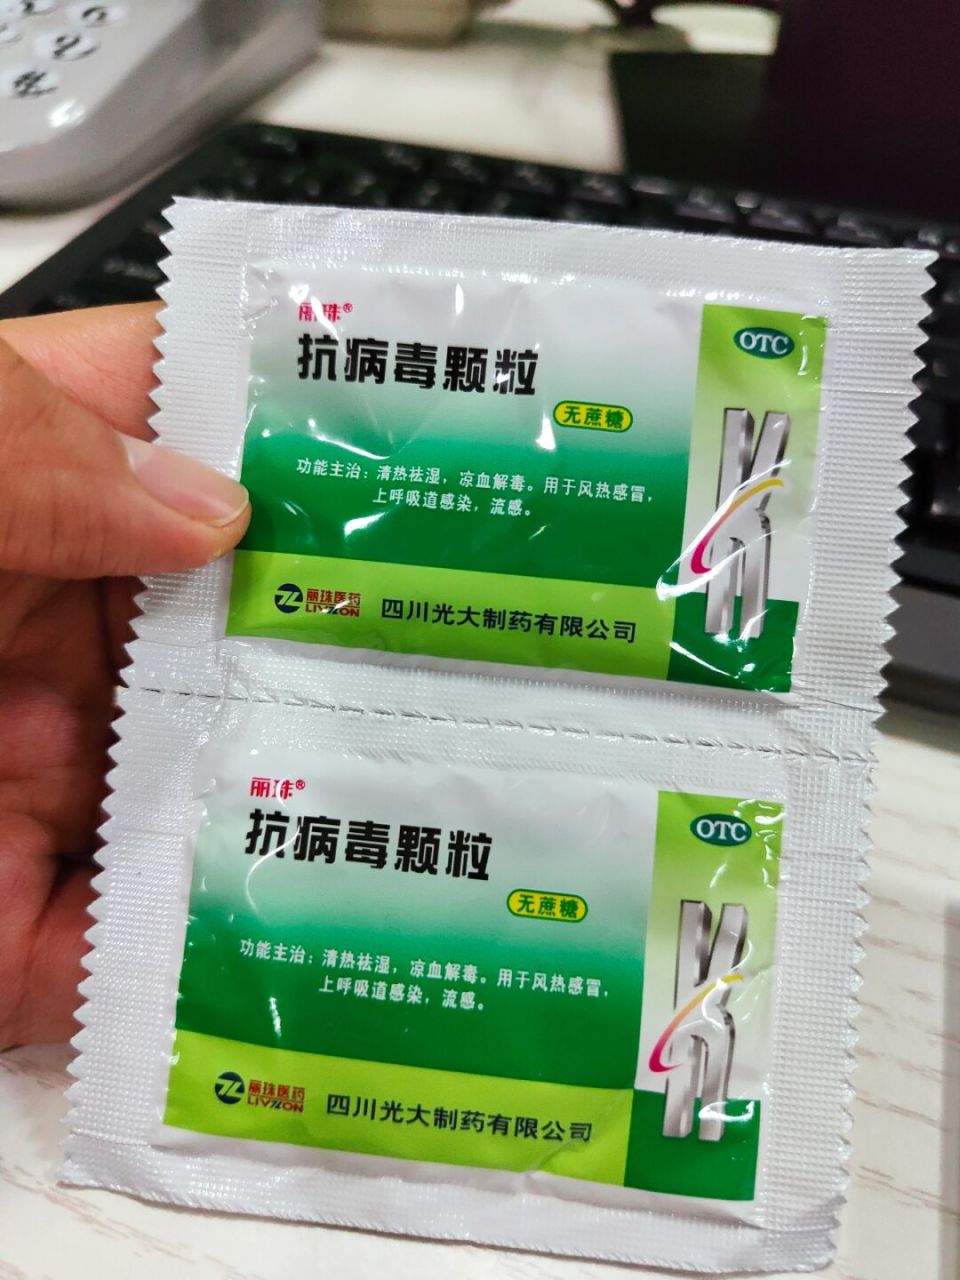 丽珠®
抗病毒颗粒
OTC
无蔗糖
功能主治：清热祛湿，凉血解毒。用于风热感冒，
上呼吸道感染，流感。
丽珠医药
LIVZON
四川光大制药有限公司
丽珠®
抗病毒颗粒
OTC
无蔗糖
功能主治：清热祛湿，凉血解毒。用于风热感冒，
上呼吸道感染，流感。
丽珠医药
LIVZON
四川光大制药有限公司